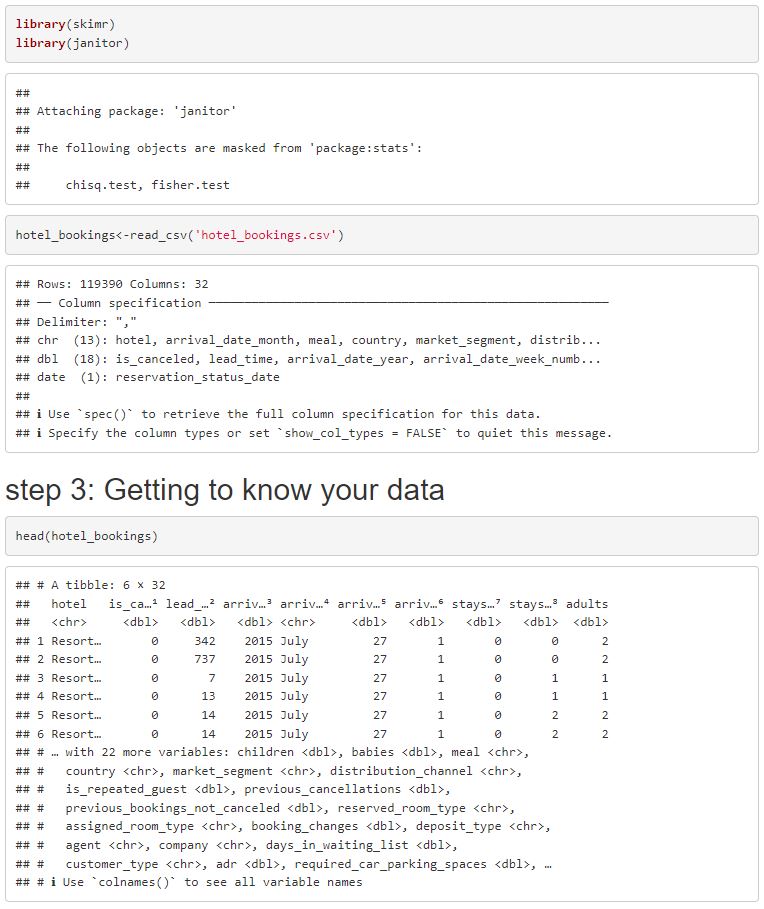 library(skimr)
library(janitor)
##
## Attaching package: 'janitor'
##
## The following objects are masked from 'package:stats':
##
##     chisq.test, fisher.test
hotel_bookings<-read_csv('hotel_bookings.csv')
## Rows: 119390 Columns: 32
## ── Column specification ────────────────────────────────────────────────────────
## Delimiter: ","
## chr  (13): hotel, arrival_date_month, meal, country, market_segment, distrib...
## dbl  (18): is_canceled, lead_time, arrival_date_year, arrival_date_week_numb...
## date  (1): reservation_status_date
##
## ℹ Use `spec()` to retrieve the full column specification for this data.
## ℹ Specify the column types or set `show_col_types = FALSE` to quiet this message.
step 3: Getting to know your data
head(hotel_bookings)
## # A tibble: 6 × 32
##   hotel   is_ca…¹ lead_…² arriv…³ arriv…⁴ arriv…⁵ arriv…⁶ stays…⁷ stays…⁸ adults
##   <chr>     <dbl>   <dbl>   <dbl> <chr>     <dbl>   <dbl>   <dbl>   <dbl>  <dbl>
## 1 Resort…       0     342    2015 July         27       1       0       0      2
## 2 Resort…       0     737    2015 July         27       1       0       0      2
## 3 Resort…       0       7    2015 July         27       1       0       1      1
## 4 Resort…       0      13    2015 July         27       1       0       1      1
## 5 Resort…       0      14    2015 July         27       1       0       2      2
## 6 Resort…       0      14    2015 July         27       1       0       2      2
## # … with 22 more variables: children <dbl>, babies <dbl>, meal <chr>,
## #   country <chr>, market_segment <chr>, distribution_channel <chr>,
## #   is_repeated_guest <dbl>, previous_cancellations <dbl>,
## #   previous_bookings_not_canceled <dbl>, reserved_room_type <chr>,
## #   assigned_room_type <chr>, booking_changes <dbl>, deposit_type <chr>,
## #   agent <chr>, company <chr>, days_in_waiting_list <dbl>,
## #   customer_type <chr>, adr <dbl>, required_car_parking_spaces <dbl>, …
## # ℹ Use `colnames()` to see all variable names